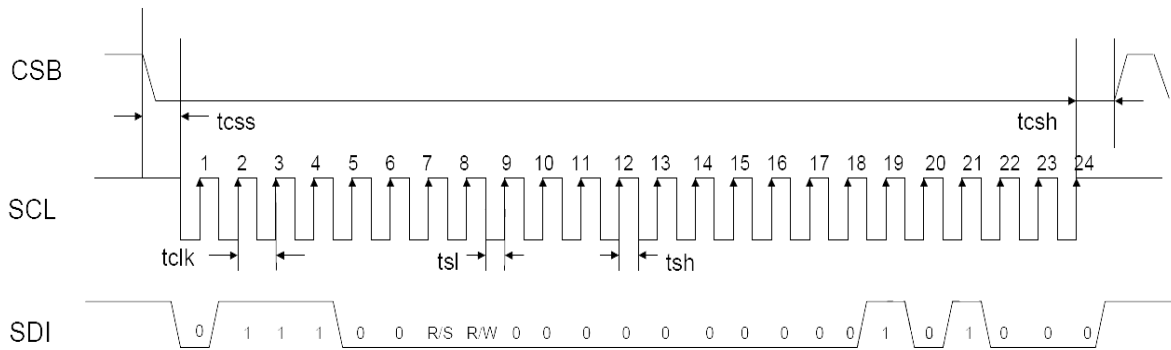 CSB
tcss
tcsh
1 2 3 4 5 6 7 8 9 10 11 12 13 14 15 16 17 18 19 20 21 22 23 24
SCL
tclk
tsl
tsh
SDI
0 1 1 1 0 0 R/S R/W 0 0 0 0 0 0 0 0 0 0 1 0 1 0 0 0